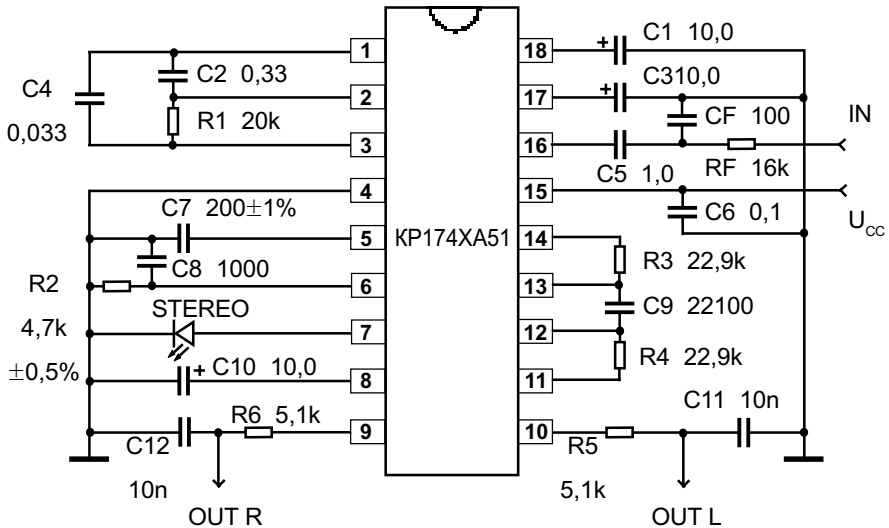 1
18
C1 10,0
C2 0,33
C4
2
17
C310,0
0,033
R1 20k
CF 100
IN
3
16
RF 16k
C5 1,0
4
15
C7 200±1%
C6 0,1
U_CC
КР174ХА51
5
14
C8 1000
R3 22,9k
R2
6
13
STEREO
C9 22100
4,7k
7
12
±0,5%
R4 22,9k
C10 10,0
8
11
C11 10n
R6 5,1k
9
10
C12
R5
10n
5,1k
OUT R
OUT L